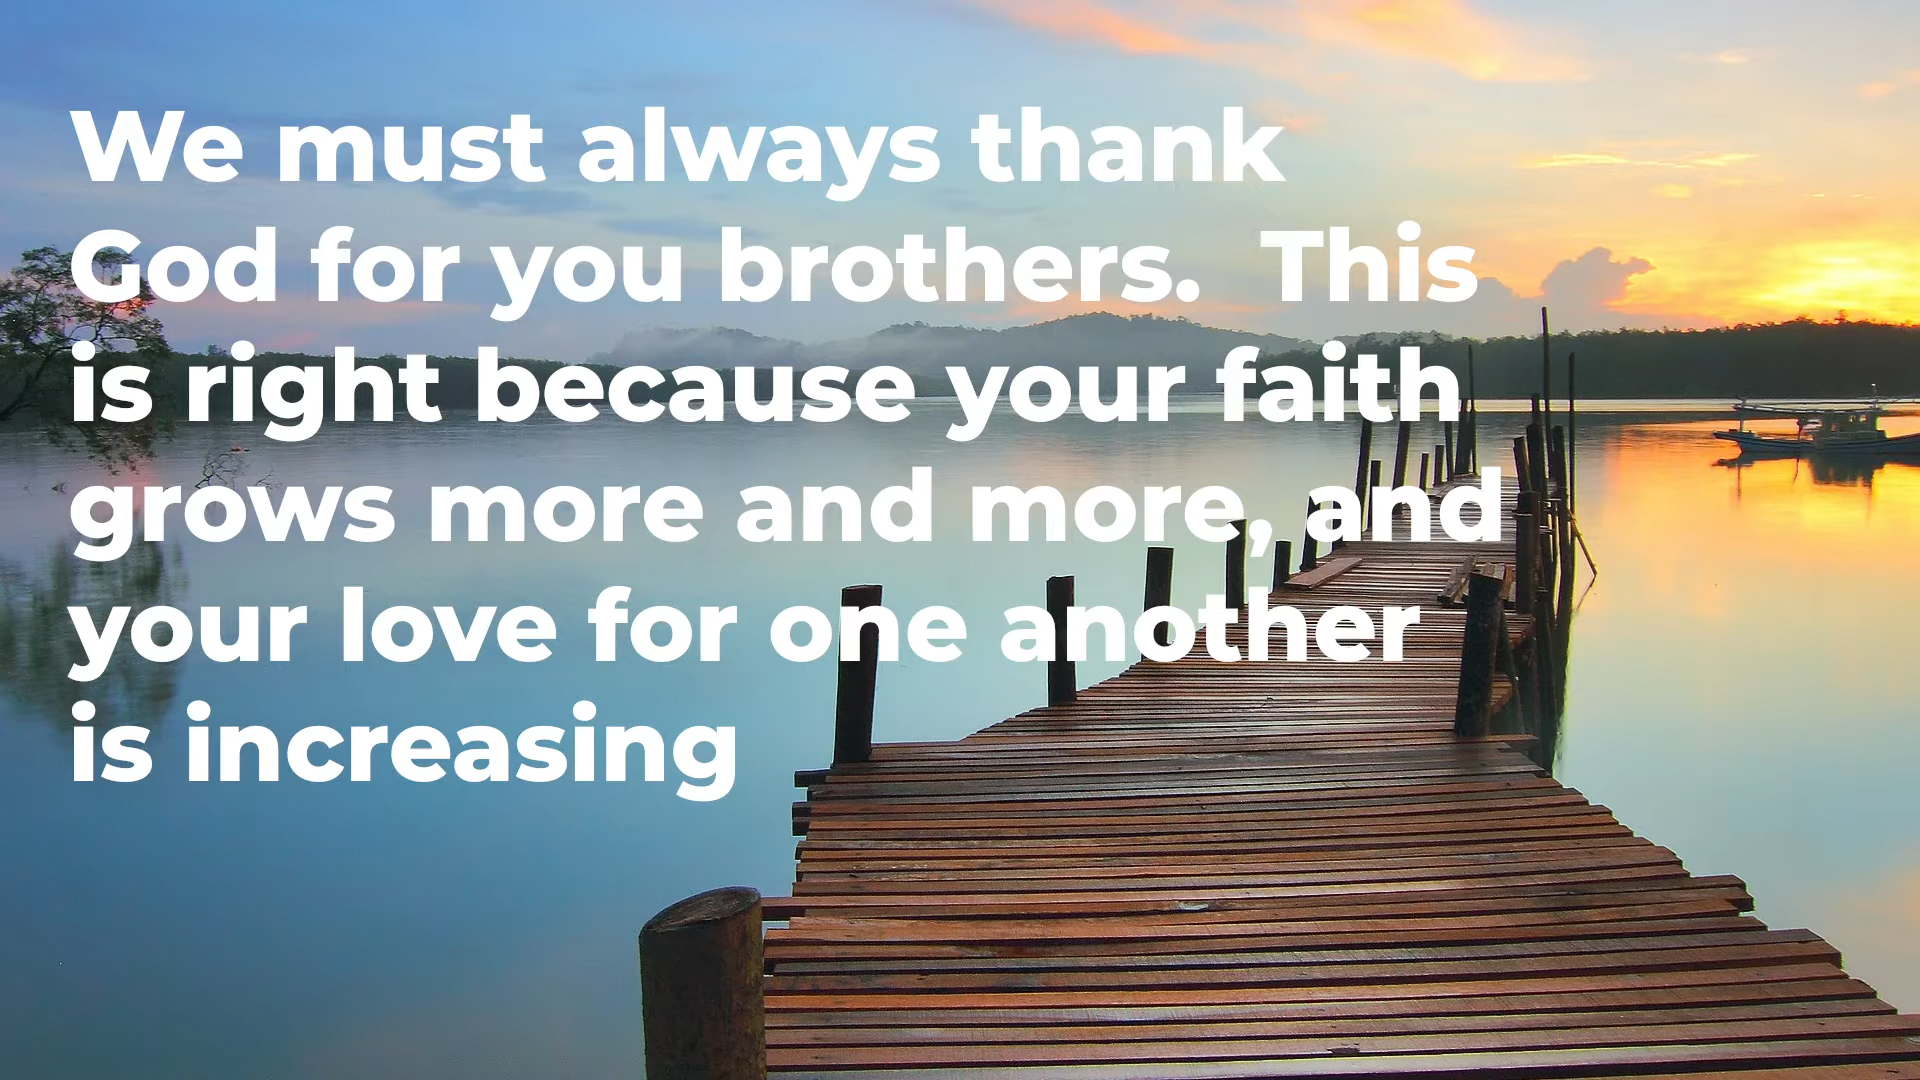 We must always thank
God for you brothers.  This
is right because your faith
grows more and more, and
your love for one another
is increasing